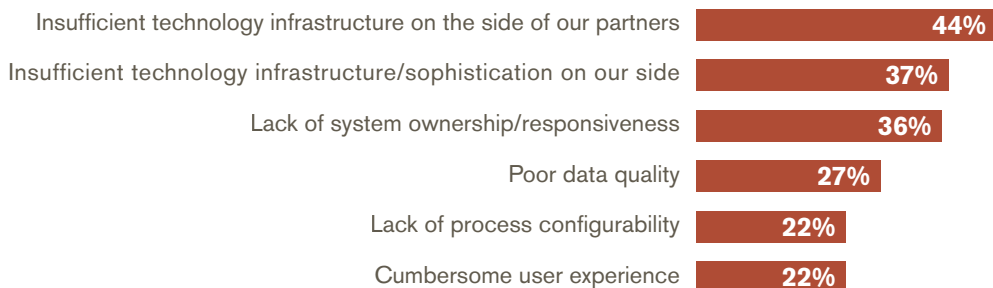 Insufficient technology infrastructure on the side of our partners 44%
Insufficient technology infrastructure/sophistication on our side 37%
Lack of system ownership/responsiveness 36%
Poor data quality 27%
Lack of process configurability 22%
Cumbersome user experience 22%